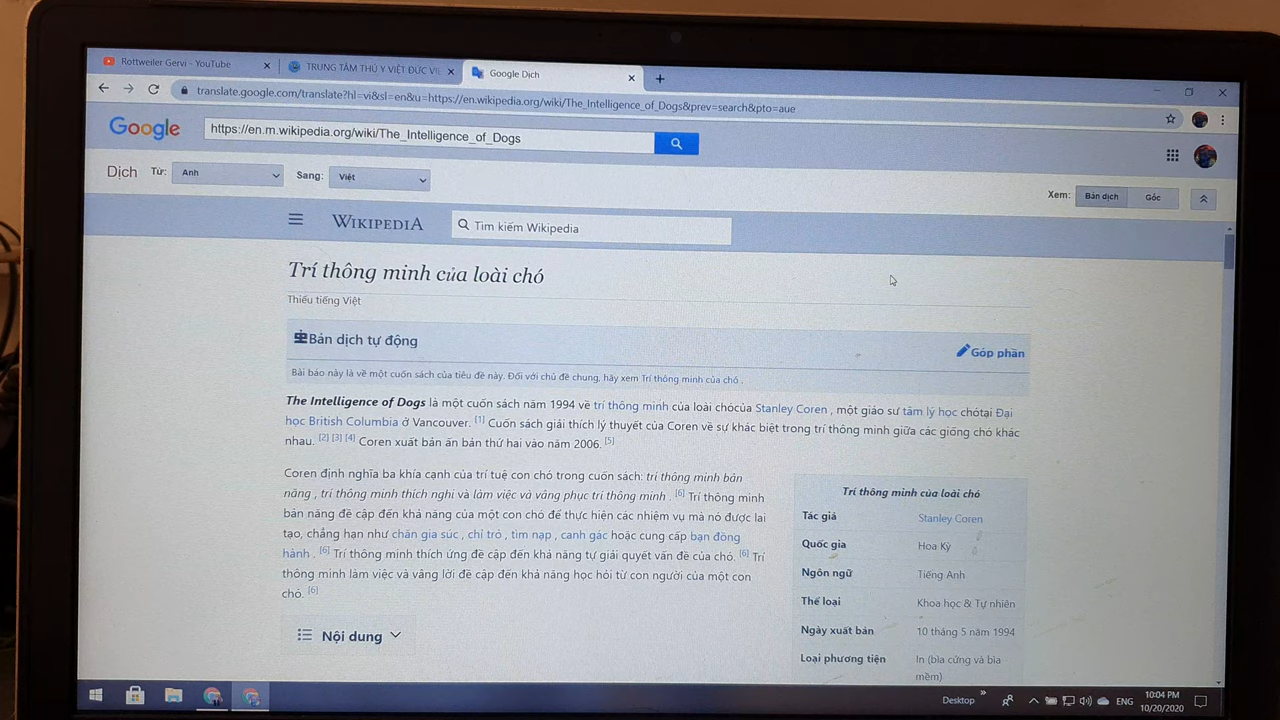 Rottweiler Gervi - YouTube
TRUNG TÂM THÚ Y VIỆT ĐỨC VIE
Google Dịch
translate.google.com/translate?hl=vi&sl=en&u=https://en.wikipedia.org/wiki/The_Intelligence_of_Dogs&prev=search&pto=aue
Google
https://en.m.wikipedia.org/wiki/The_Intelligence_of_Dogs
Dịch Từ: Anh Sang: Việt
Xem: Bản dịch Gốc
WIKIPEDIA
Tìm kiếm Wikipedia
Trí thông minh của loài chó
Thiếu tiếng Việt
Bản dịch tự động
Góp phần
Bài báo này là về một cuốn sách của tiêu đề này. Đối với chủ đề chung, hãy xem Trí thông minh của chó .
The Intelligence of Dogs là một cuốn sách năm 1994 về trí thông minh của loài chócủa Stanley Coren , một giáo sư tâm lý học chótại Đại
học British Columbia ở Vancouver. [1] Cuốn sách giải thích lý thuyết của Coren về sự khác biệt trong trí thông minh giữa các giống chó khác
nhau. [2] [3] [4] Coren xuất bản ấn bản thứ hai vào năm 2006. [5]
Coren định nghĩa ba khía cạnh của trí tuệ con chó trong cuốn sách: trí thông minh bản
năng , trí thông minh thích nghi và làm việc và vâng phục trí thông minh . [6] Trí thông minh
bản năng đề cập đến khả năng của một con chó để thực hiện các nhiệm vụ mà nó được lai
tạo, chẳng hạn như chăn gia súc , chỉ trỏ , tìm nạp , canh gác hoặc cung cấp bạn đồng
hành . [6] Trí thông minh thích ứng đề cập đến khả năng tự giải quyết vấn đề của chó. [6] Trí
thông minh làm việc và vâng lời đề cập đến khả năng học hỏi từ con người của một con
chó. [6]
Nội dung
Trí thông minh của loài chó
Tác giả Stanley Coren
Quốc gia Hoa Kỳ
Ngôn ngữ Tiếng Anh
Thể loại Khoa học & Tự nhiên
Ngày xuất bản 10 tháng 5 năm 1994
Loại phương tiện In (bìa cứng và bìa
mềm)
Desktop
ENG
10:04 PM
10/20/2020